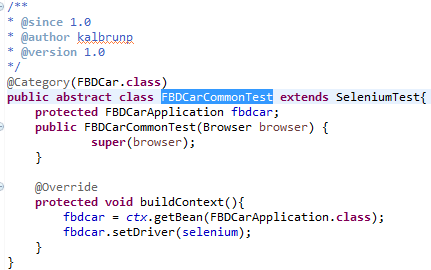 /**
* @since 1.0
* @author kalbrunp
* @version 1.0
*/
@Category(FBDCar.class)
public abstract class FBDCarCommonTest extends SeleniumTest{
    protected FBDCarApplication fbdcar;
    public FBDCarCommonTest(Browser browser) {
            super(browser);
    }

    @Override
    protected void buildContext(){
        fbdcar = ctx.getBean(FBDCarApplication.class);
        fbdcar.setDriver(selenium);
    }
}